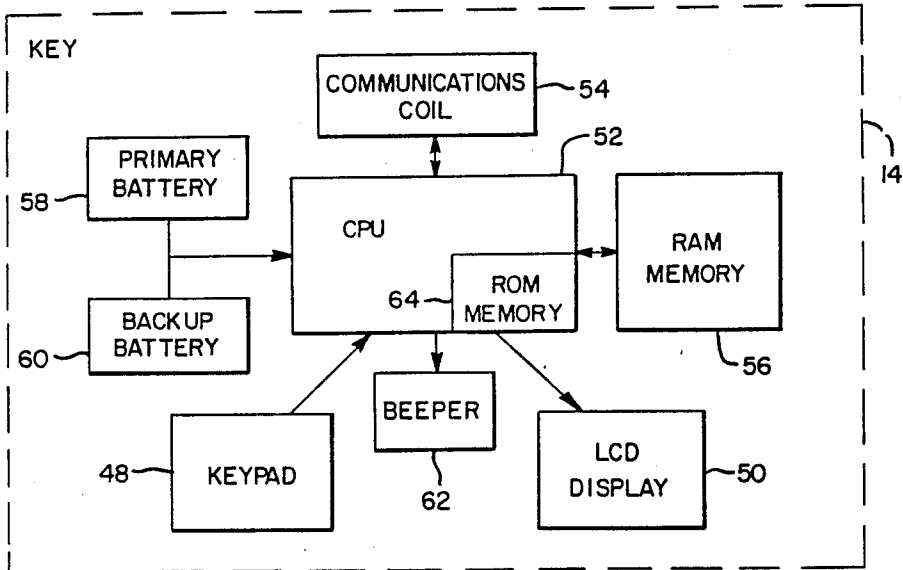 KEY
COMMUNICATIONS
COIL
54
52
14
PRIMARY
BATTERY
58
CPU
RAM
MEMORY
56
64
ROM
MEMORY
BACKUP
BATTERY
60
BEEPER
62
KEYPAD
48
LCD
DISPLAY
50